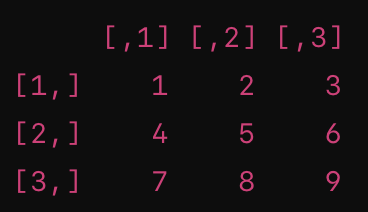 [,1] [,2] [,3]
[1,]    1    2    3
[2,]    4    5    6
[3,]    7    8    9